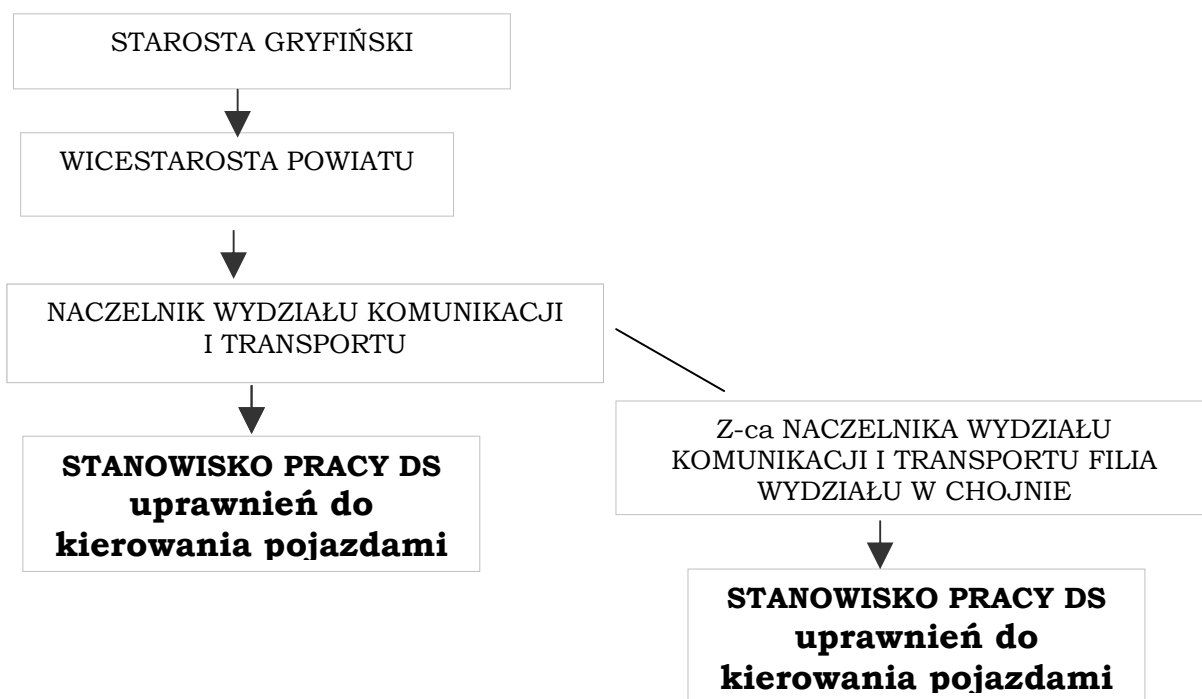 STAROSTA GRYFIŃSKI
WICESTAROSTA POWIATU
NACZELNIK WYDZIAŁU KOMUNIKACJI
I TRANSPORTU
STANOWISKO PRACY DS
uprawnień do
kierowania pojazdami
Z-ca NACZELNIKA WYDZIAŁU
KOMUNIKACJI I TRANSPORTU FILIA
WYDZIAŁU W CHOJNIE
STANOWISKO PRACY DS
uprawnień do
kierowania pojazdami